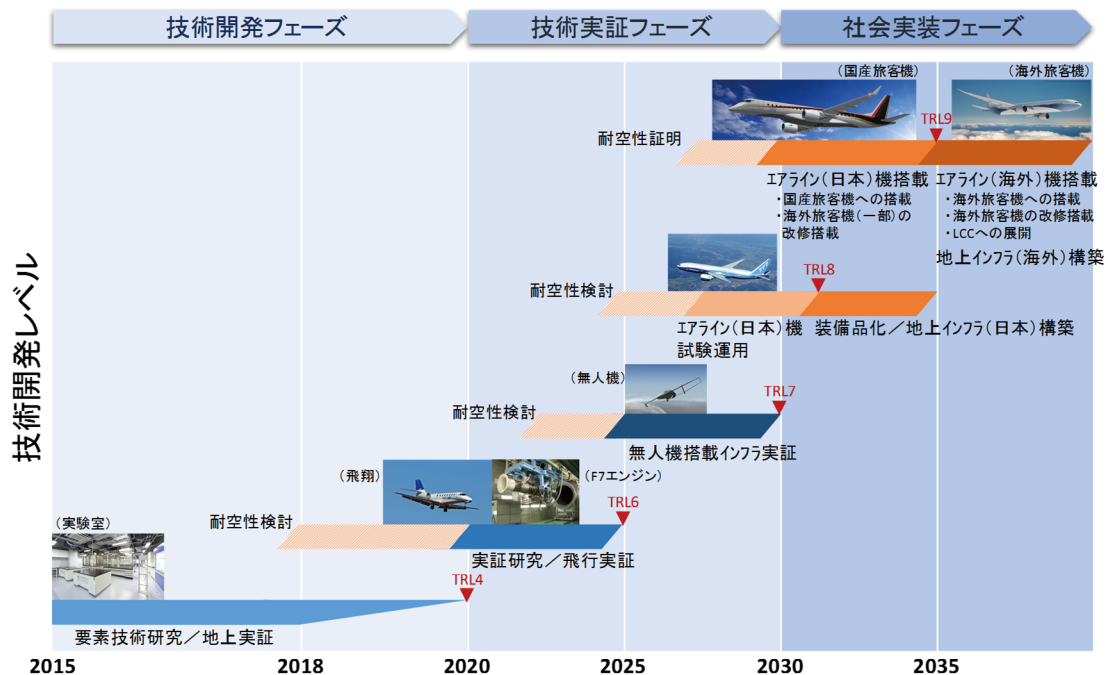 技術開発フェーズ
技術実証フェーズ
社会実装フェーズ
(国産旅客機)
(海外旅客機)
TRL9
耐空性証明
エアライン(日本)機搭載
・国産旅客機への搭載
・海外旅客機(一部)の
改修搭載
エアライン(海外)機搭載
・海外旅客機への搭載
・海外旅客機の改修搭載
・LCCへの展開
地上インフラ(海外)構築
TRL8
耐空性検討
エアライン(日本)機
試験運用
装備品化/地上インフラ(日本)構築
(無人機)
TRL7
耐空性検討
無人機搭載インフラ実証
(飛翔)
(F7エンジン)
TRL6
耐空性検討
実証研究/飛行実証
(実験室)
TRL4
要素技術研究/地上実証
技術開発レベル
2015
2018
2020
2025
2030
2035